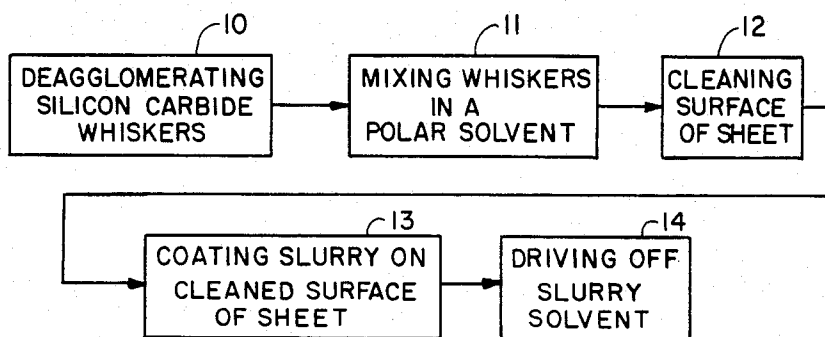 10
DEAGGLOMERATING
SILICON CARBIDE
WHISKERS
11
MIXING WHISKERS
IN A
POLAR SOLVENT
12
CLEANING
SURFACE
OF SHEET
13
COATING SLURRY ON
CLEANED SURFACE
OF SHEET
14
DRIVING OFF
SLURRY
SOLVENT